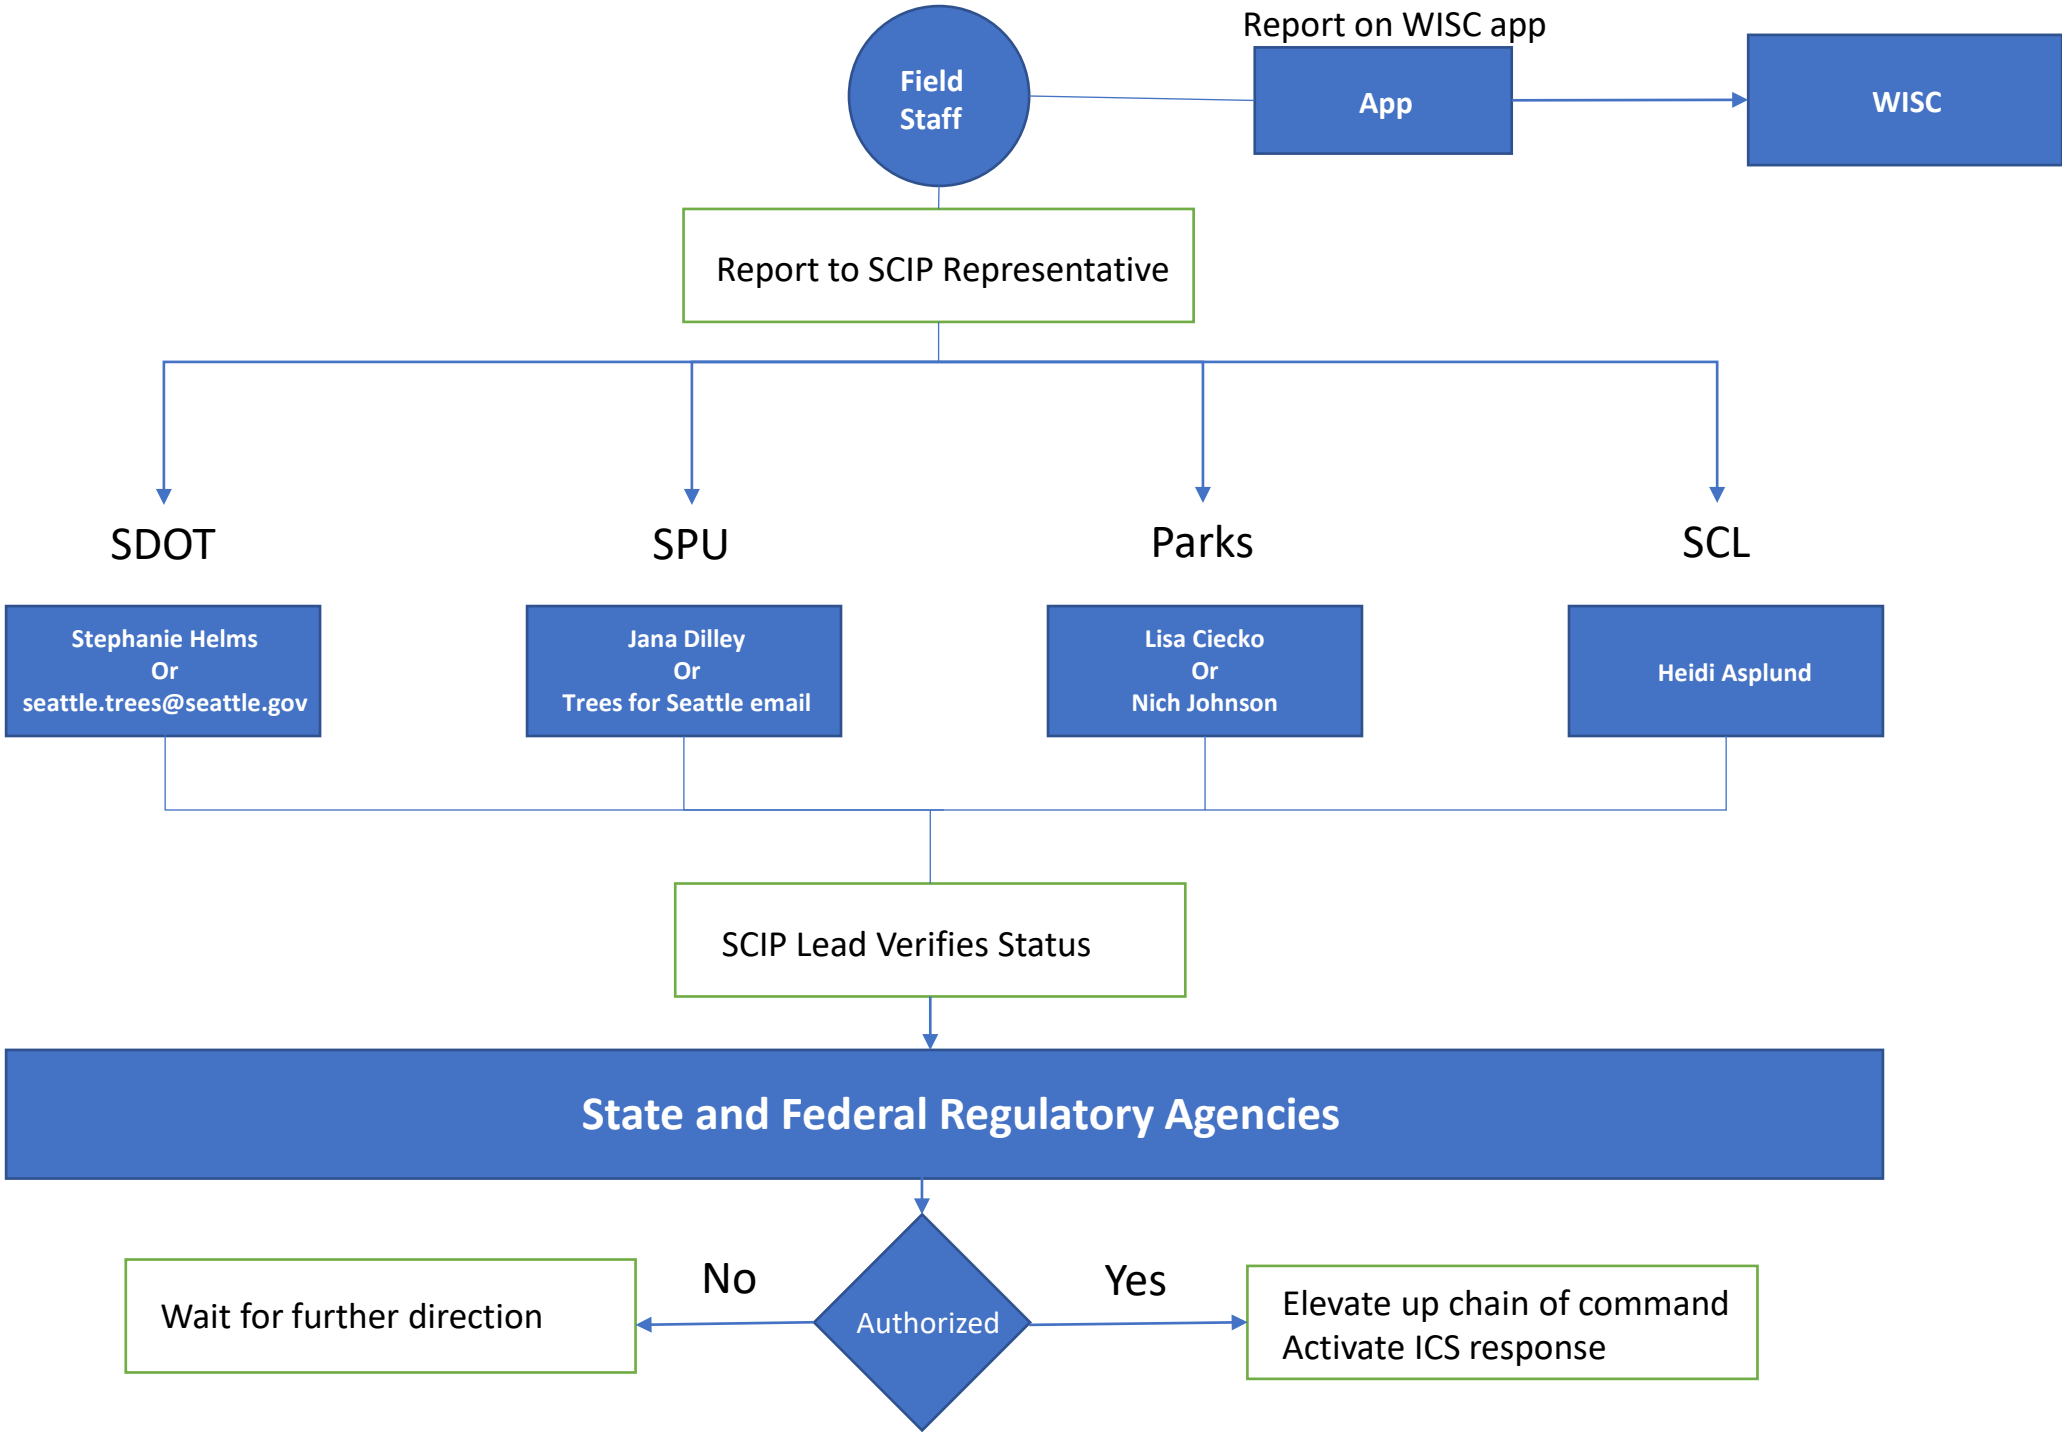 Report on WISC app
Field
Staff
App
WISC
Report to SCIP Representative
SDOT
SPU
Parks
SCL
Stephanie Helms
Or
seattle.trees@seattle.gov
Jana Dilley
Or
Trees for Seattle email
Lisa Ciecko
Or
Nich Johnson
Heidi Asplund
SCIP Lead Verifies Status
State and Federal Regulatory Agencies
No
Yes
Wait for further direction
Authorized
Elevate up chain of command
Activate ICS response